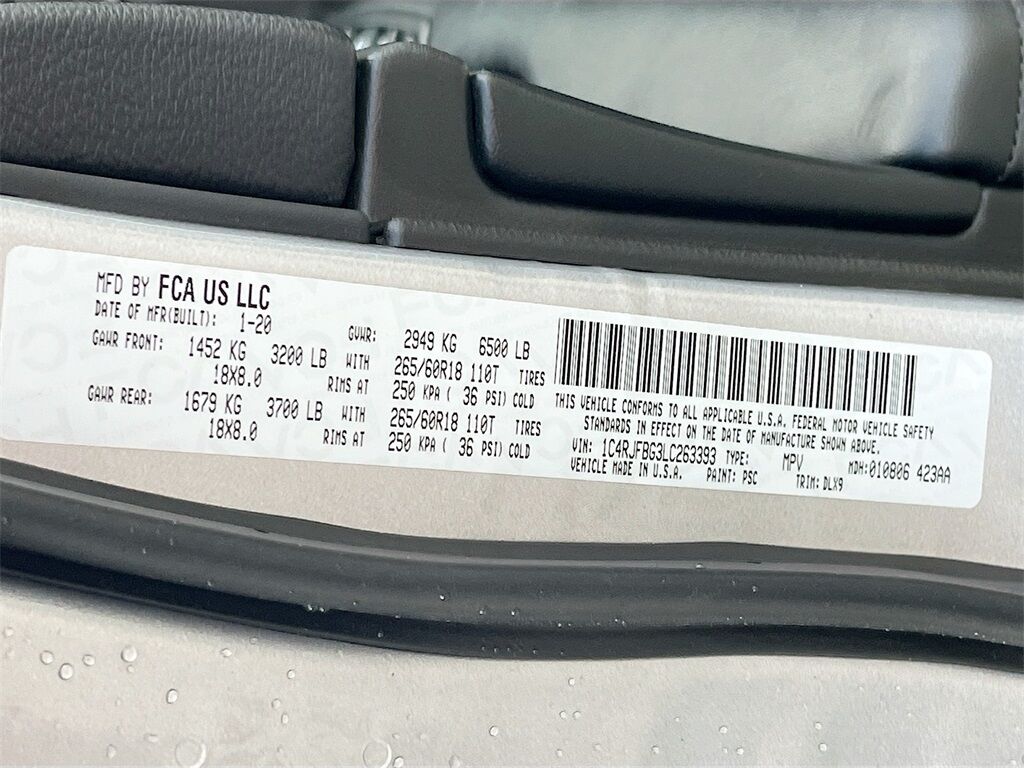 MFD BY FCA US LLC
DATE OF MFR(BUILT): 1-20
GVWR: 2949 KG 6500 LB
GAWR FRONT: 1452 KG 3200 LB WITH 265/60R18 110T TIRES
18X8.0 RIMS AT 250 KPA ( 36 PSI) COLD
GAWR REAR: 1679 KG 3700 LB WITH 265/60R18 110T TIRES
18X8.0 RIMS AT 250 KPA ( 36 PSI) COLD
THIS VEHICLE CONFORMS TO ALL APPLICABLE U.S.A. FEDERAL MOTOR VEHICLE SAFETY
STANDARDS IN EFFECT ON THE DATE OF MANUFACTURE SHOWN ABOVE.
VIN: 1C4RJFBG3LC263393 TYPE: MPV MDH:010806 423AA
VEHICLE MADE IN U.S.A. PAINT: PSC TRIM: DLX9